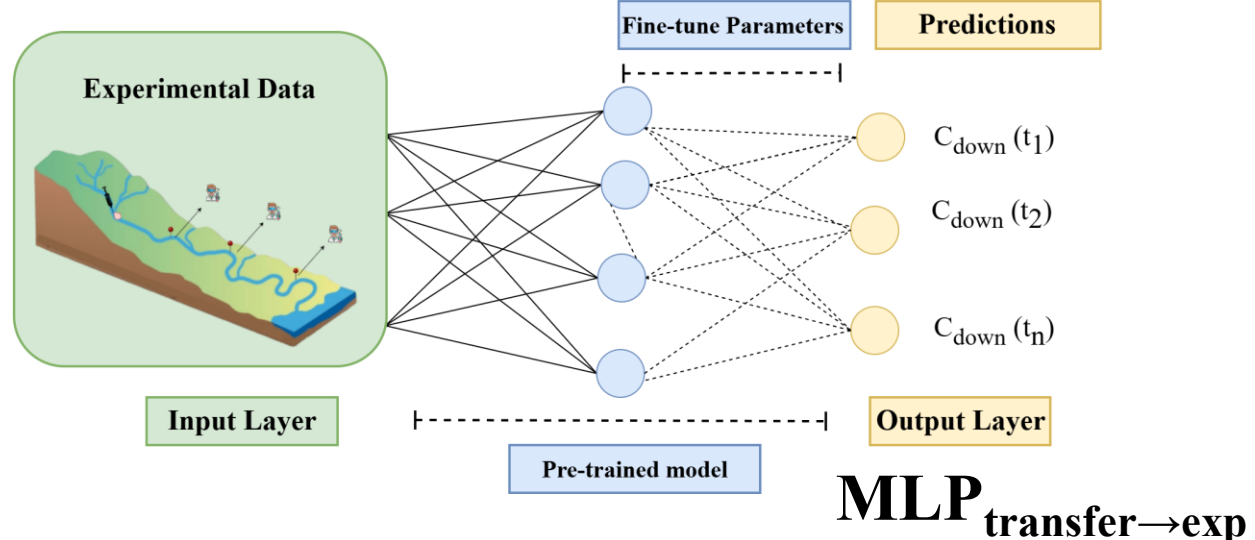 Fine-tune Parameters
Predictions
Experimental Data
C_down (t_1)
C_down (t_2)
C_down (t_n)
Input Layer
Output Layer
Pre-trained model
MLP_transfer→exp